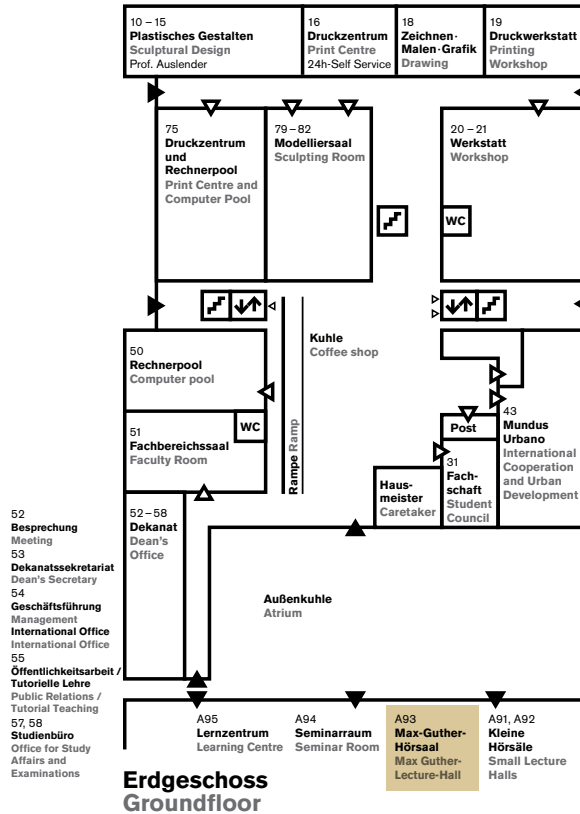 10 – 15
Plastisches Gestalten
Sculptural Design
Prof. Auslender
16
Druckzentrum
Print Centre
24h-Self Service
18
Zeichnen·
Malen·Grafik
Drawing
19
Druckwerkstatt
Printing
Workshop
75
Druckzentrum
und
Rechnerpool
Print Centre and
Computer Pool
79 – 82
Modelliersaal
Sculpting Room
20 – 21
Werkstatt
Workshop
WC
50
Rechnerpool
Computer pool
Kuhle
Coffee shop
Rampe Ramp
51
Fachbereichssaal
Faculty Room
WC
Post
43
Mundus
Urbano
International
Cooperation
and Urban
Development
31
Fach-
schaft
Student
Council
Haus-
meister
Caretaker
52 – 58
Dekanat
Dean's
Office
52
Besprechung
Meeting
53
Dekanatssekretariat
Dean's Secretary
54
Geschäftsführung
Management
International Office
International Office
55
Öffentlichkeitsarbeit /
Tutorielle Lehre
Public Relations /
Tutorial Teaching
57, 58
Studienbüro
Office for Study
Affairs and
Examinations
Außenkuhle
Atrium
A95
Lernzentrum
Learning Centre
A94
Seminarraum
Seminar Room
A93
Max-Guther-
Hörsaal
Max Guther-
Lecture-Hall
A91, A92
Kleine
Hörsäle
Small Lecture
Halls
Erdgeschoss
Groundfloor